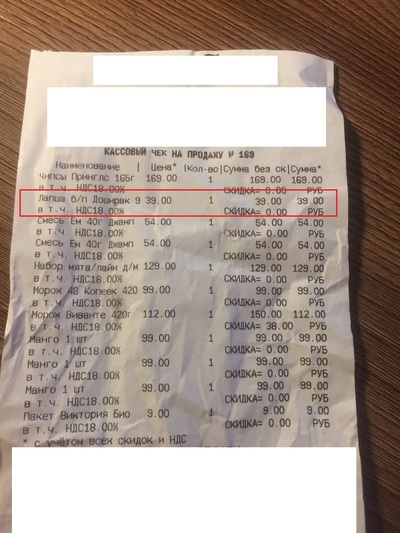 КАССОВЫЙ ЧЕК НА ПРОДАЖУ № 169
Наименование | Цена* |Кол-во|Сумма без ск|Сумма*
Чипсы Принглс 165г 169.00 1 169.00 169.00
в т.ч. НДС18.00% СКИДКА= 0.00 РУБ
Лапша б/п Доширак 9 39.00 1 39.00 39.00
в т.ч. НДС18.00% СКИДКА= 0.00 РУБ
Смесь Ем 40г Джамп 54.00 1 54.00 54.00
в т.ч. НДС18.00% СКИДКА= 0.00 РУБ
Смесь Ем 40г Джамп 54.00 1 54.00 54.00
в т.ч. НДС18.00% СКИДКА= 0.00 РУБ
Набор мята/лайм д/м 129.00 1 129.00 129.00
в т.ч. НДС18.00% СКИДКА= 0.00 РУБ
Морож 48 Копеек 420 99.00 1 99.00 99.00
в т.ч. НДС18.00% СКИДКА= 0.00 РУБ
Морож Виванте 420г 112.00 1 150.00 112.00
в т.ч. НДС18.00% СКИДКА= 38.00 РУБ
Манго 1 шт 99.00 1 99.00 99.00
в т.ч. НДС18.00% СКИДКА= 0.00 РУБ
Манго 1 шт 99.00 1 99.00 99.00
в т.ч. НДС18.00% СКИДКА= 0.00 РУБ
Манго 1 шт 99.00 1 99.00 99.00
в т.ч. НДС18.00% СКИДКА= 0.00 РУБ
Пакет Виктория Био 9.00 1 9.00 9.00
в т.ч. НДС18.00% СКИДКА= 0.00 РУБ
* с учётом всех скидок и НДС